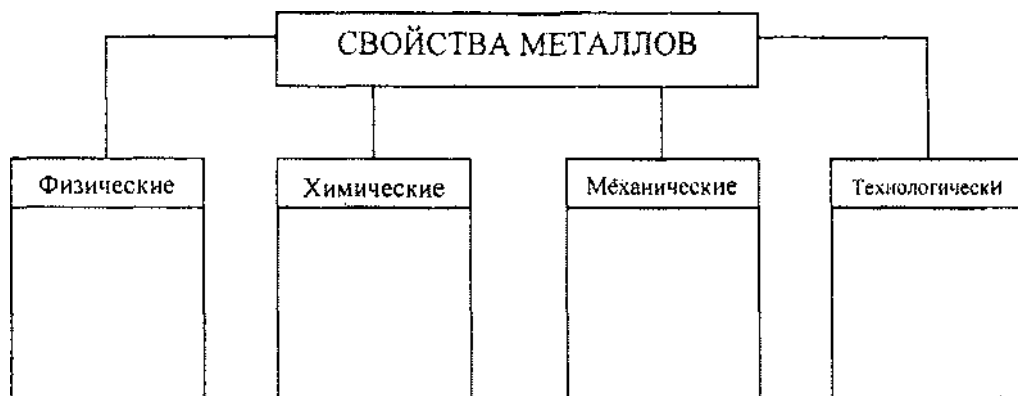 СВОЙСТВА МЕТАЛЛОВ
Физические
Химические
Механические
Технологически